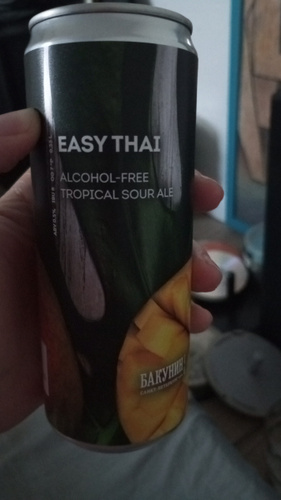 EASY THAI
ALCOHOL-FREE
TROPICAL SOUR ALE
БАКУНИН